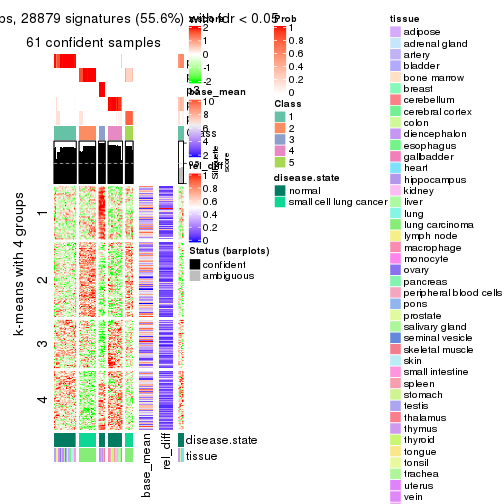 ps, 28879 signatures (55.6%) with fdr < 0.05
61 confident samples
p3
k-means with 4 groups
1
2
3
4
base_mean
rel_diff
disease.state
tissue
2
1
0
-1
-2
base_mean
10
8
6
4
2
0
rel_diff
1
0.8
0.6
0.4
0.2
0
Silhouette
score
Status (barplots)
confident
ambiguous
Prob
1
0.8
0.6
0.4
0.2
0
Class
1
2
3
4
5
disease.state
normal
small cell lung cancer
tissue
adipose
adrenal gland
artery
bladder
bone marrow
breast
cerebellum
cerebral cortex
colon
diencephalon
esophagus
gallbadder
heart
hippocampus
kidney
liver
lung
lung carcinoma
lymph node
macrophage
monocyte
ovary
pancreas
peripheral blood cells
pons
prostate
salivary gland
seminal vesicle
skeletal muscle
skin
small intestine
spleen
stomach
testis
thalamus
thymus
thyroid
tongue
tonsil
trachea
uterus
vein